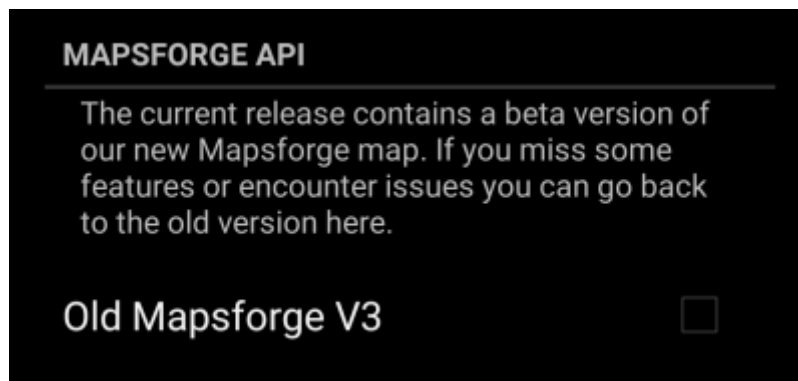 MAPSFORGE API
The current release contains a beta version of
our new Mapsforge map. If you miss some
features or encounter issues you can go back
to the old version here.
Old Mapsforge V3